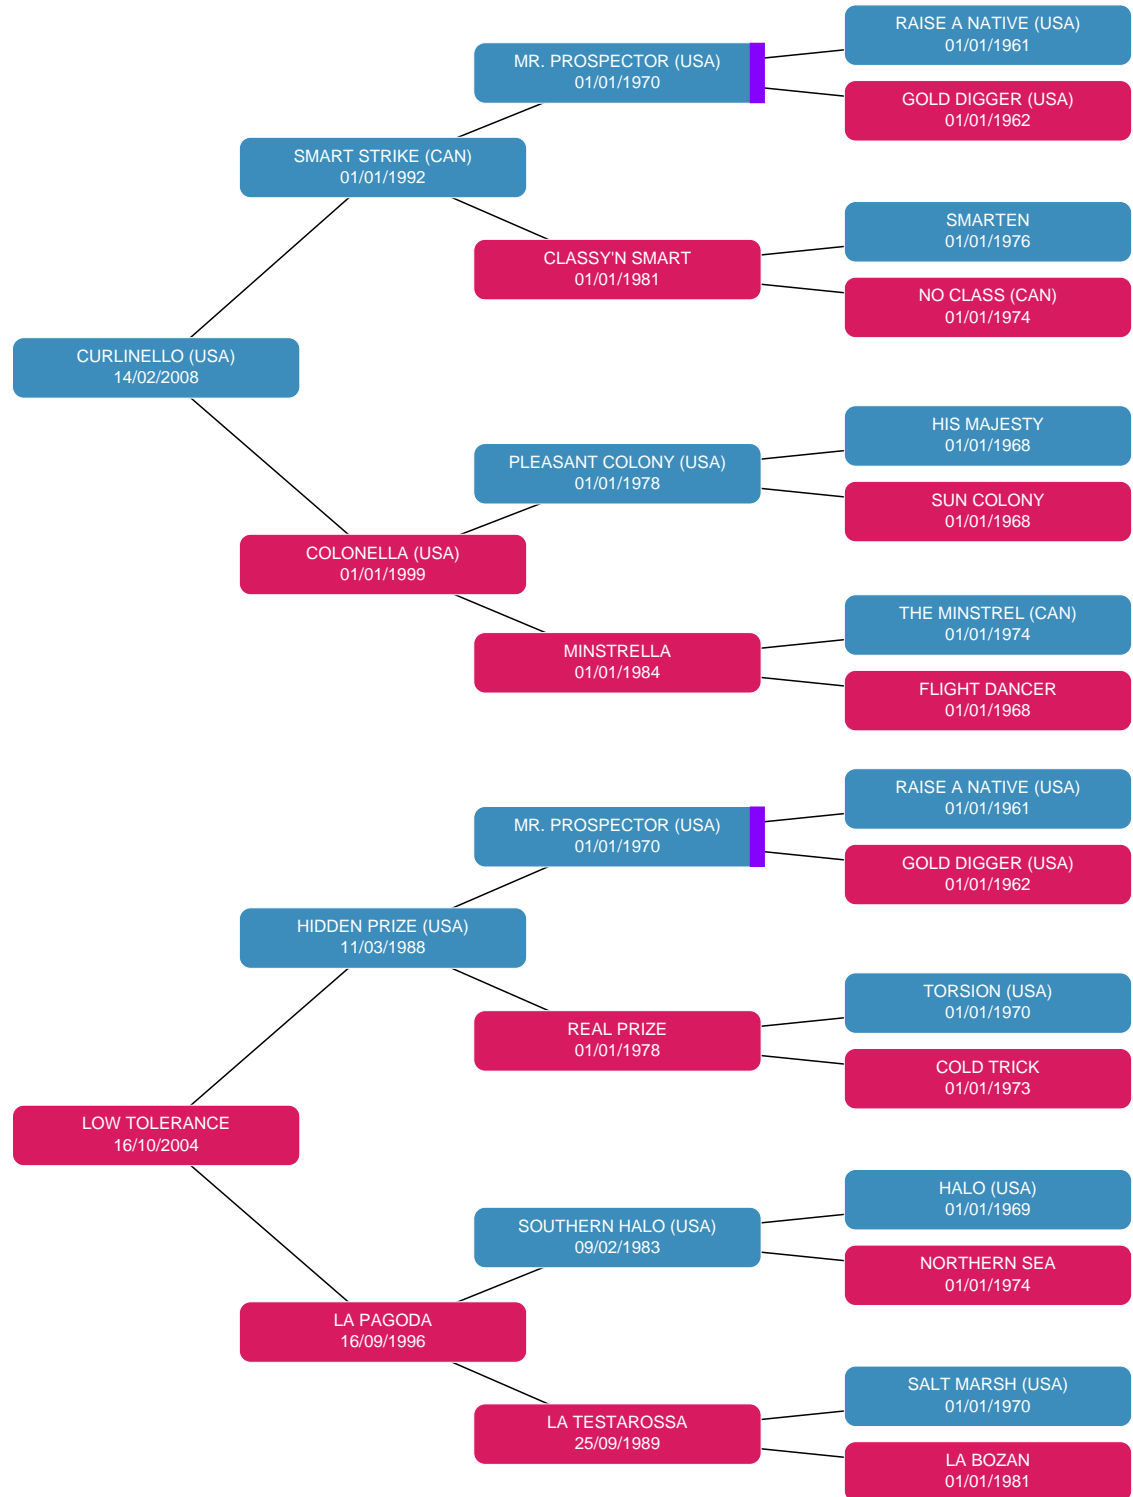 RAISE A NATIVE (USA)
01/01/1961
MR. PROSPECTOR (USA)
01/01/1970
GOLD DIGGER (USA)
01/01/1962
SMART STRIKE (CAN)
01/01/1992
SMARTEN
01/01/1976
CLASSY'N SMART
01/01/1981
NO CLASS (CAN)
01/01/1974
CURLINELLO (USA)
14/02/2008
HIS MAJESTY
01/01/1968
PLEASANT COLONY (USA)
01/01/1978
SUN COLONY
01/01/1968
COLONELLA (USA)
01/01/1999
THE MINSTREL (CAN)
01/01/1974
MINSTRELLA
01/01/1984
FLIGHT DANCER
01/01/1968
RAISE A NATIVE (USA)
01/01/1961
MR. PROSPECTOR (USA)
01/01/1970
GOLD DIGGER (USA)
01/01/1962
HIDDEN PRIZE (USA)
11/03/1988
TORSION (USA)
01/01/1970
REAL PRIZE
01/01/1978
COLD TRICK
01/01/1973
LOW TOLERANCE
16/10/2004
HALO (USA)
01/01/1969
SOUTHERN HALO (USA)
09/02/1983
NORTHERN SEA
01/01/1974
LA PAGODA
16/09/1996
SALT MARSH (USA)
01/01/1970
LA TESTAROSSA
25/09/1989
LA BOZAN
01/01/1981